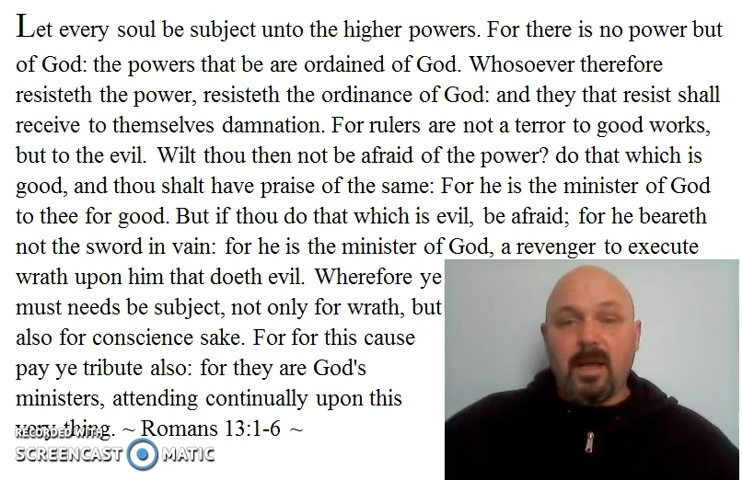 Let every soul be subject unto the higher powers. For there is no power but
of God: the powers that be are ordained of God. Whosoever therefore
resisteth the power, resisteth the ordinance of God: and they that resist shall
receive to themselves damnation. For rulers are not a terror to good works,
but to the evil. Wilt thou then not be afraid of the power? do that which is
good, and thou shalt have praise of the same: For he is the minister of God
to thee for good. But if thou do that which is evil, be afraid; for he beareth
not the sword in vain: for he is the minister of God, a revenger to execute
wrath upon him that doeth evil. Wherefore ye
must needs be subject, not only for wrath, but
also for conscience sake. For for this cause
pay ye tribute also: for they are God's
ministers, attending continually upon this
very thing. ~ Romans 13:1-6 ~
RECORDED WITH
SCREENCAST MATIC